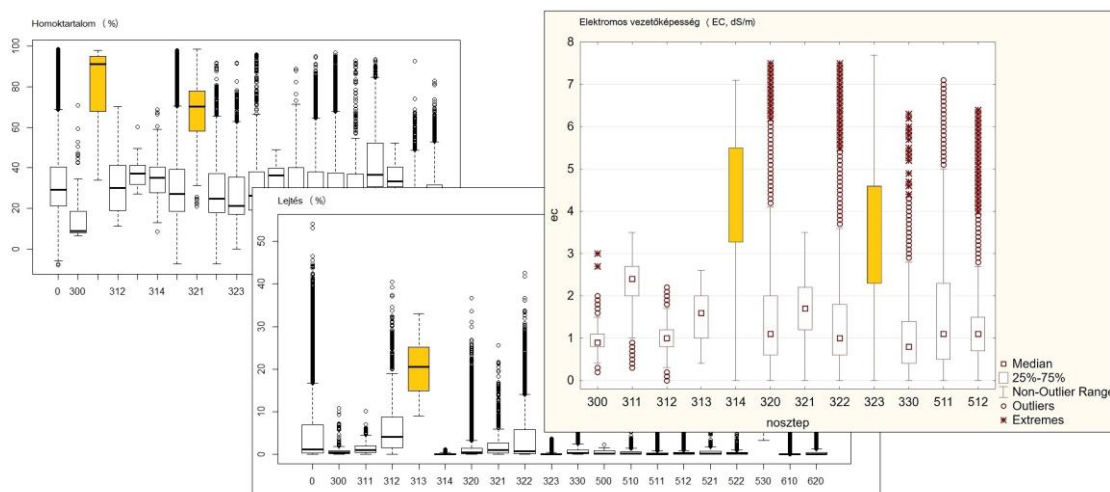 Homoktartalom (%)
100
80
60
40
20
0
0 300 312 314 321 323
Lejtés (%)
50
40
30
20
10
0
0 300 311 312 313 314 320 321 322 323 330 500 510 511 512 521 522 530 610 620
Elektromos vezetőképesség (EC, dS/m)
8
7
6
5
4
3
2
1
0
ec
300 311 312 313 314 320 321 322 323 330 511 512
nosztep
Median
25%-75%
Non-Outlier Range
Outliers
Extremes